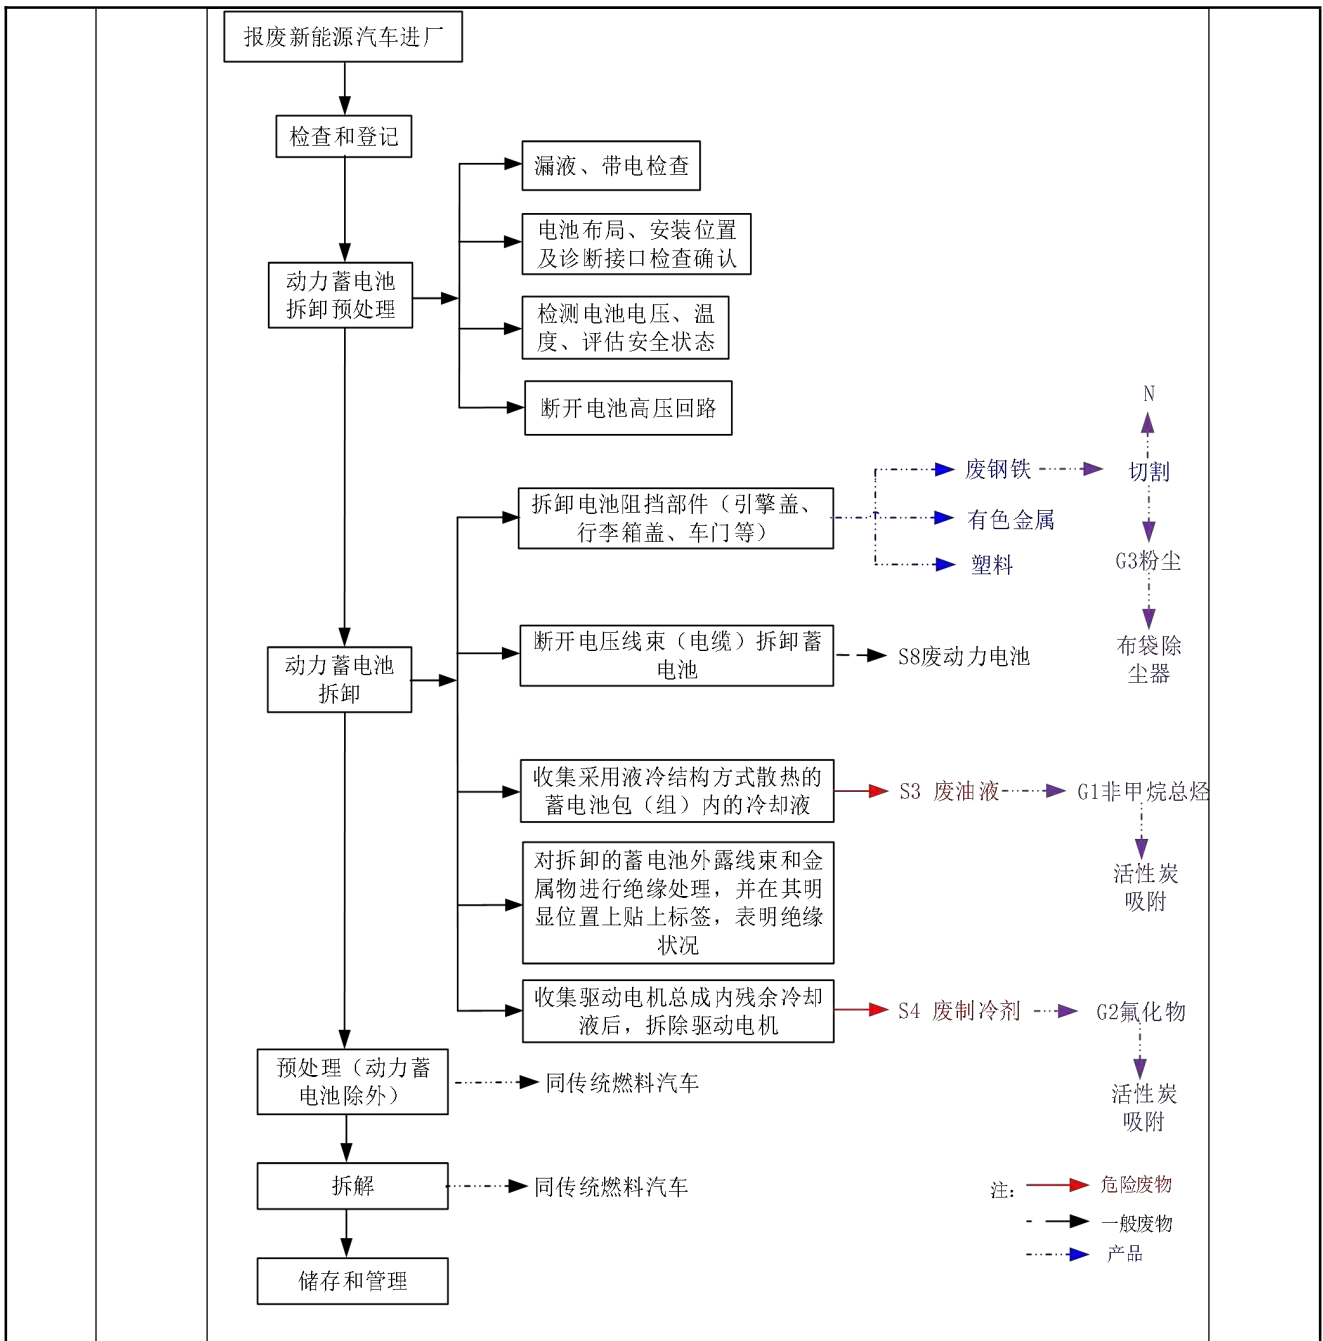 报废新能源汽车进厂
检查和登记
漏液、带电检查
电池布局、安装位置
及诊断接口检查确认
动力蓄电池
拆卸预处理
检测电池电压、温
度、评估安全状态
断开电池高压回路
N
拆卸电池阻挡部件（引擎盖、
行李箱盖、车门等）
废钢铁
切割
有色金属
塑料
G3粉尘
布袋除
尘器
动力蓄电池
拆卸
断开电压线束（电缆）拆卸蓄
电池
S8废动力电池
收集采用液冷结构方式散热的
蓄电池包（组）内的冷却液
S3 废油液
G1非甲烷总烃
活性炭
吸附
对拆卸的蓄电池外露线束和金
属物进行绝缘处理，并在其明
显位置上贴上标签，表明绝缘
状况
收集驱动电机总成内残余冷却
液后，拆除驱动电机
S4 废制冷剂
G2氟化物
活性炭
吸附
预处理（动力蓄
电池除外）
同传统燃料汽车
拆解
同传统燃料汽车
储存和管理
注：
危险废物
一般废物
产品